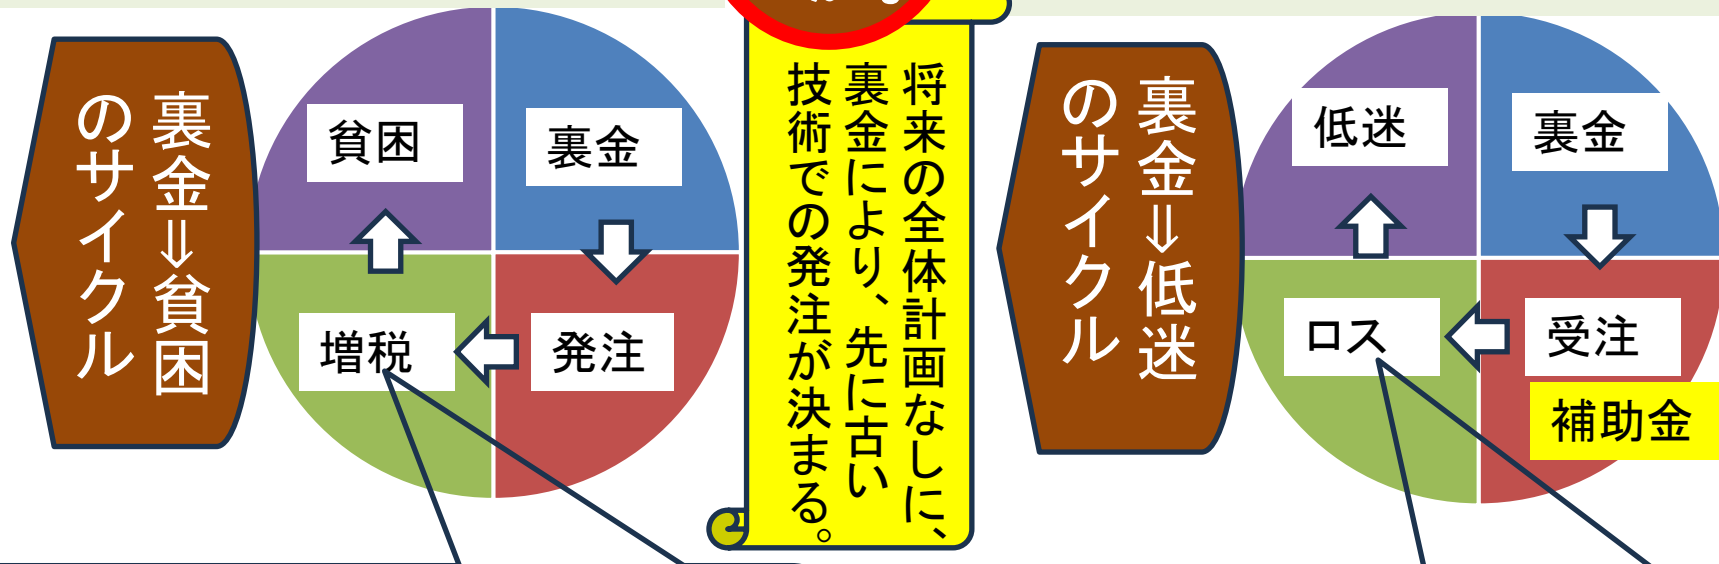 裏金⇒貧困
のサイクル
貧困
裏金
増税
発注
将来の全体計画なしに、
裏金により、先に古い
技術での発注が決まる。
裏金⇒低迷
のサイクル
低迷
裏金
ロス
受注
補助金